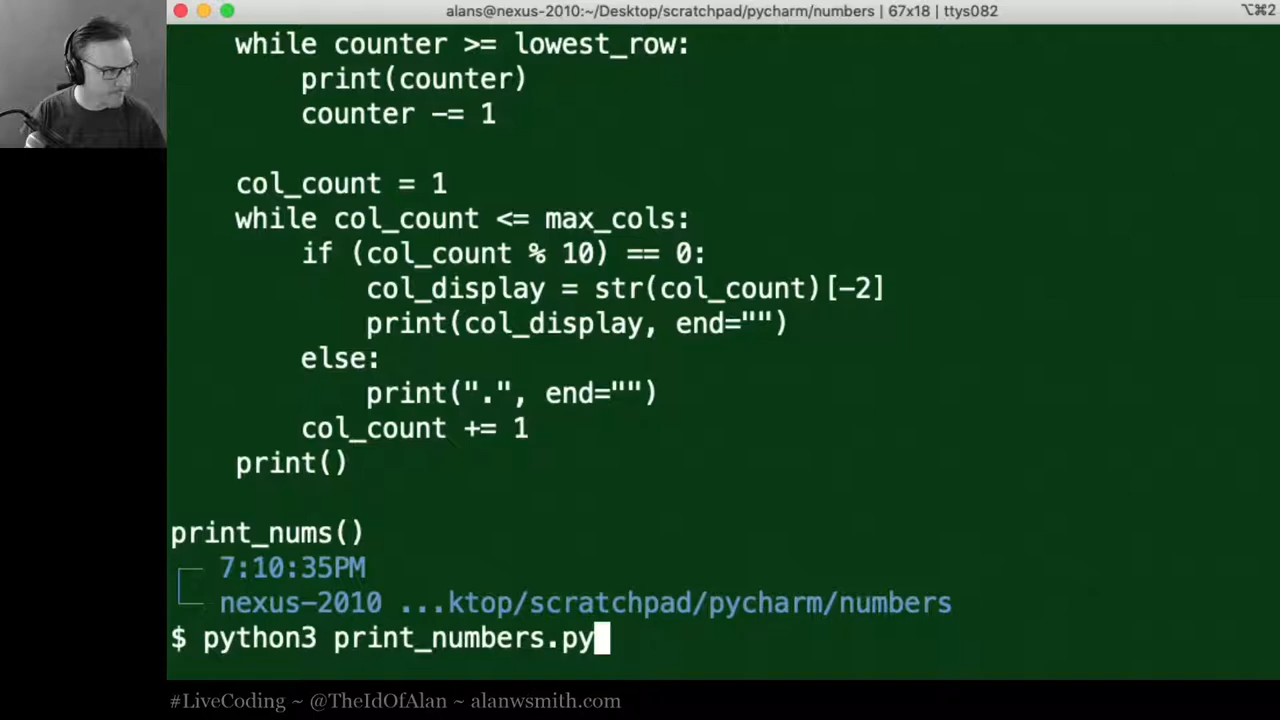 alans@nexus-2010:~/Desktop/scratchpad/pycharm/numbers | 67x18 | ttys082
⌥⌘2
while counter >= lowest_row:
print(counter)
counter -= 1
col_count = 1
while col_count <= max_cols:
if (col_count % 10) == 0:
col_display = str(col_count)[-2]
print(col_display, end="")
else:
print(".", end="")
col_count += 1
print()
print_nums()
7:10:35PM
nexus-2010 ...ktop/scratchpad/pycharm/numbers
$ python3 print_numbers.py
#LiveCoding ~ @TheIdOfAlan ~ alanwsmith.com